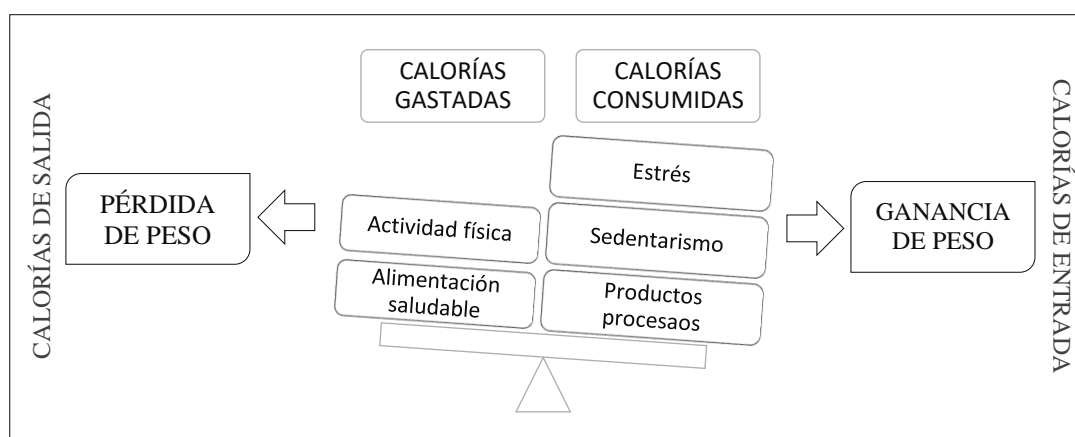 CALORÍAS DE SALIDA
PÉRDIDA
DE PESO
CALORÍAS
GASTADAS
Actividad física
Alimentación
saludable
CALORÍAS
CONSUMIDAS
Estrés
Sedentarismo
Productos
procesaos
GANANCIA
DE PESO
CALORÍAS DE ENTRADA